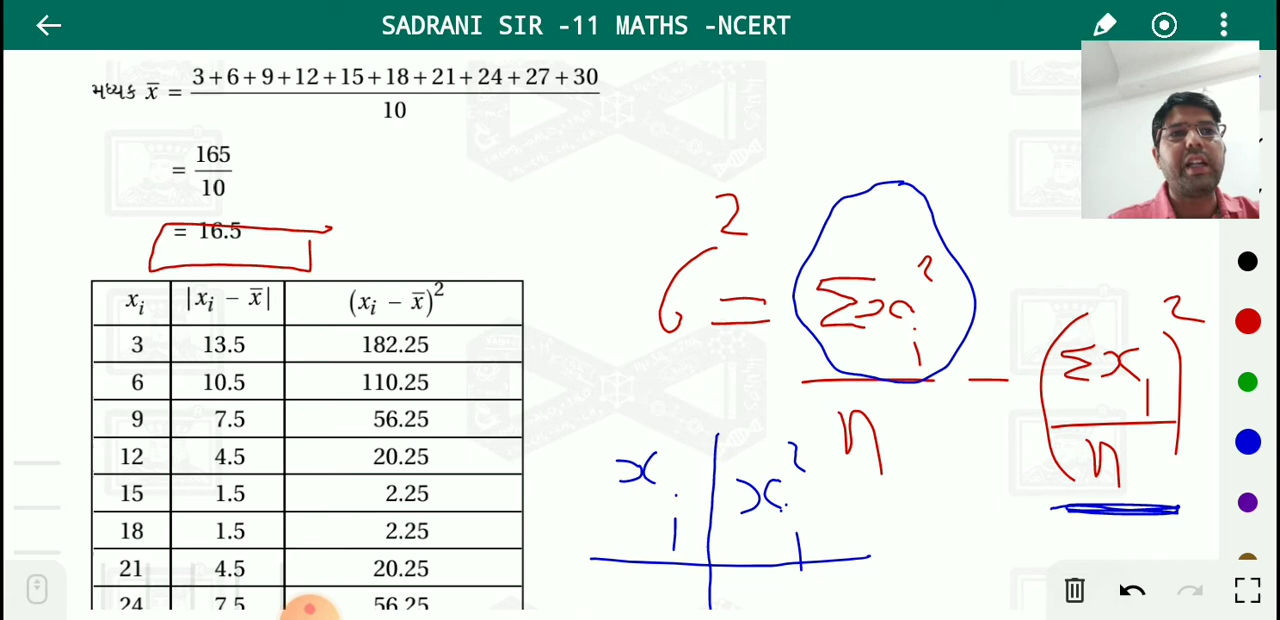 SADRANI SIR -11 MATHS -NCERT
મધ્યક x̅ = (3+6+9+12+15+18+21+24+27+30)/10
= 165/10
= 16.5
xᵢ |xᵢ − x̅| (xᵢ − x̅)²
3 13.5 182.25
6 10.5 110.25
9 7.5 56.25
12 4.5 20.25
15 1.5 2.25
18 1.5 2.25
21 4.5 20.25
24 7.5 56.25
σ² = Σxᵢ²/n − (Σxᵢ/n)²
xᵢ xᵢ²